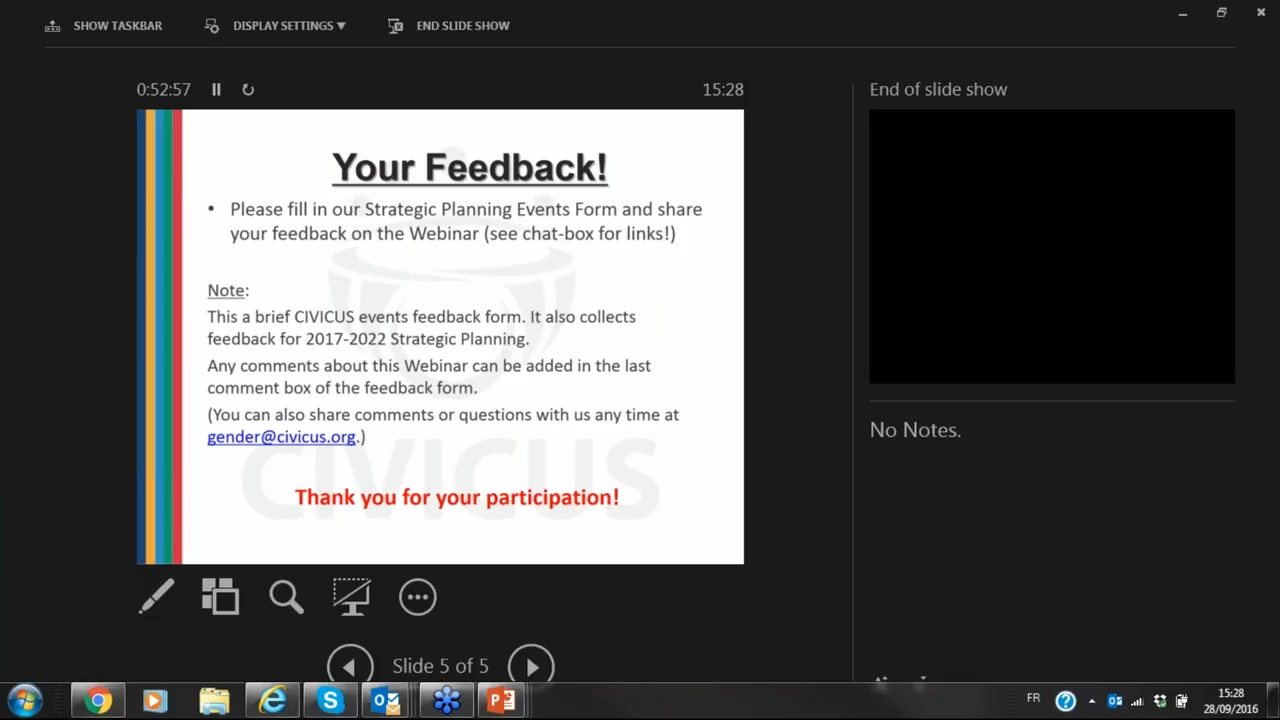 SHOW TASKBAR DISPLAY SETTINGS ▼ END SLIDE SHOW
0:52:57 15:28
End of slide show
Your Feedback!
• Please fill in our Strategic Planning Events Form and share
your feedback on the Webinar (see chat-box for links!)
Note:
This a brief CIVICUS events feedback form. It also collects
feedback for 2017-2022 Strategic Planning.
Any comments about this Webinar can be added in the last
comment box of the feedback form.
(You can also share comments or questions with us any time at
gender@civicus.org.)
CIVICUS
Thank you for your participation!
No Notes.
Slide 5 of 5
FR
15:28
28/09/2016